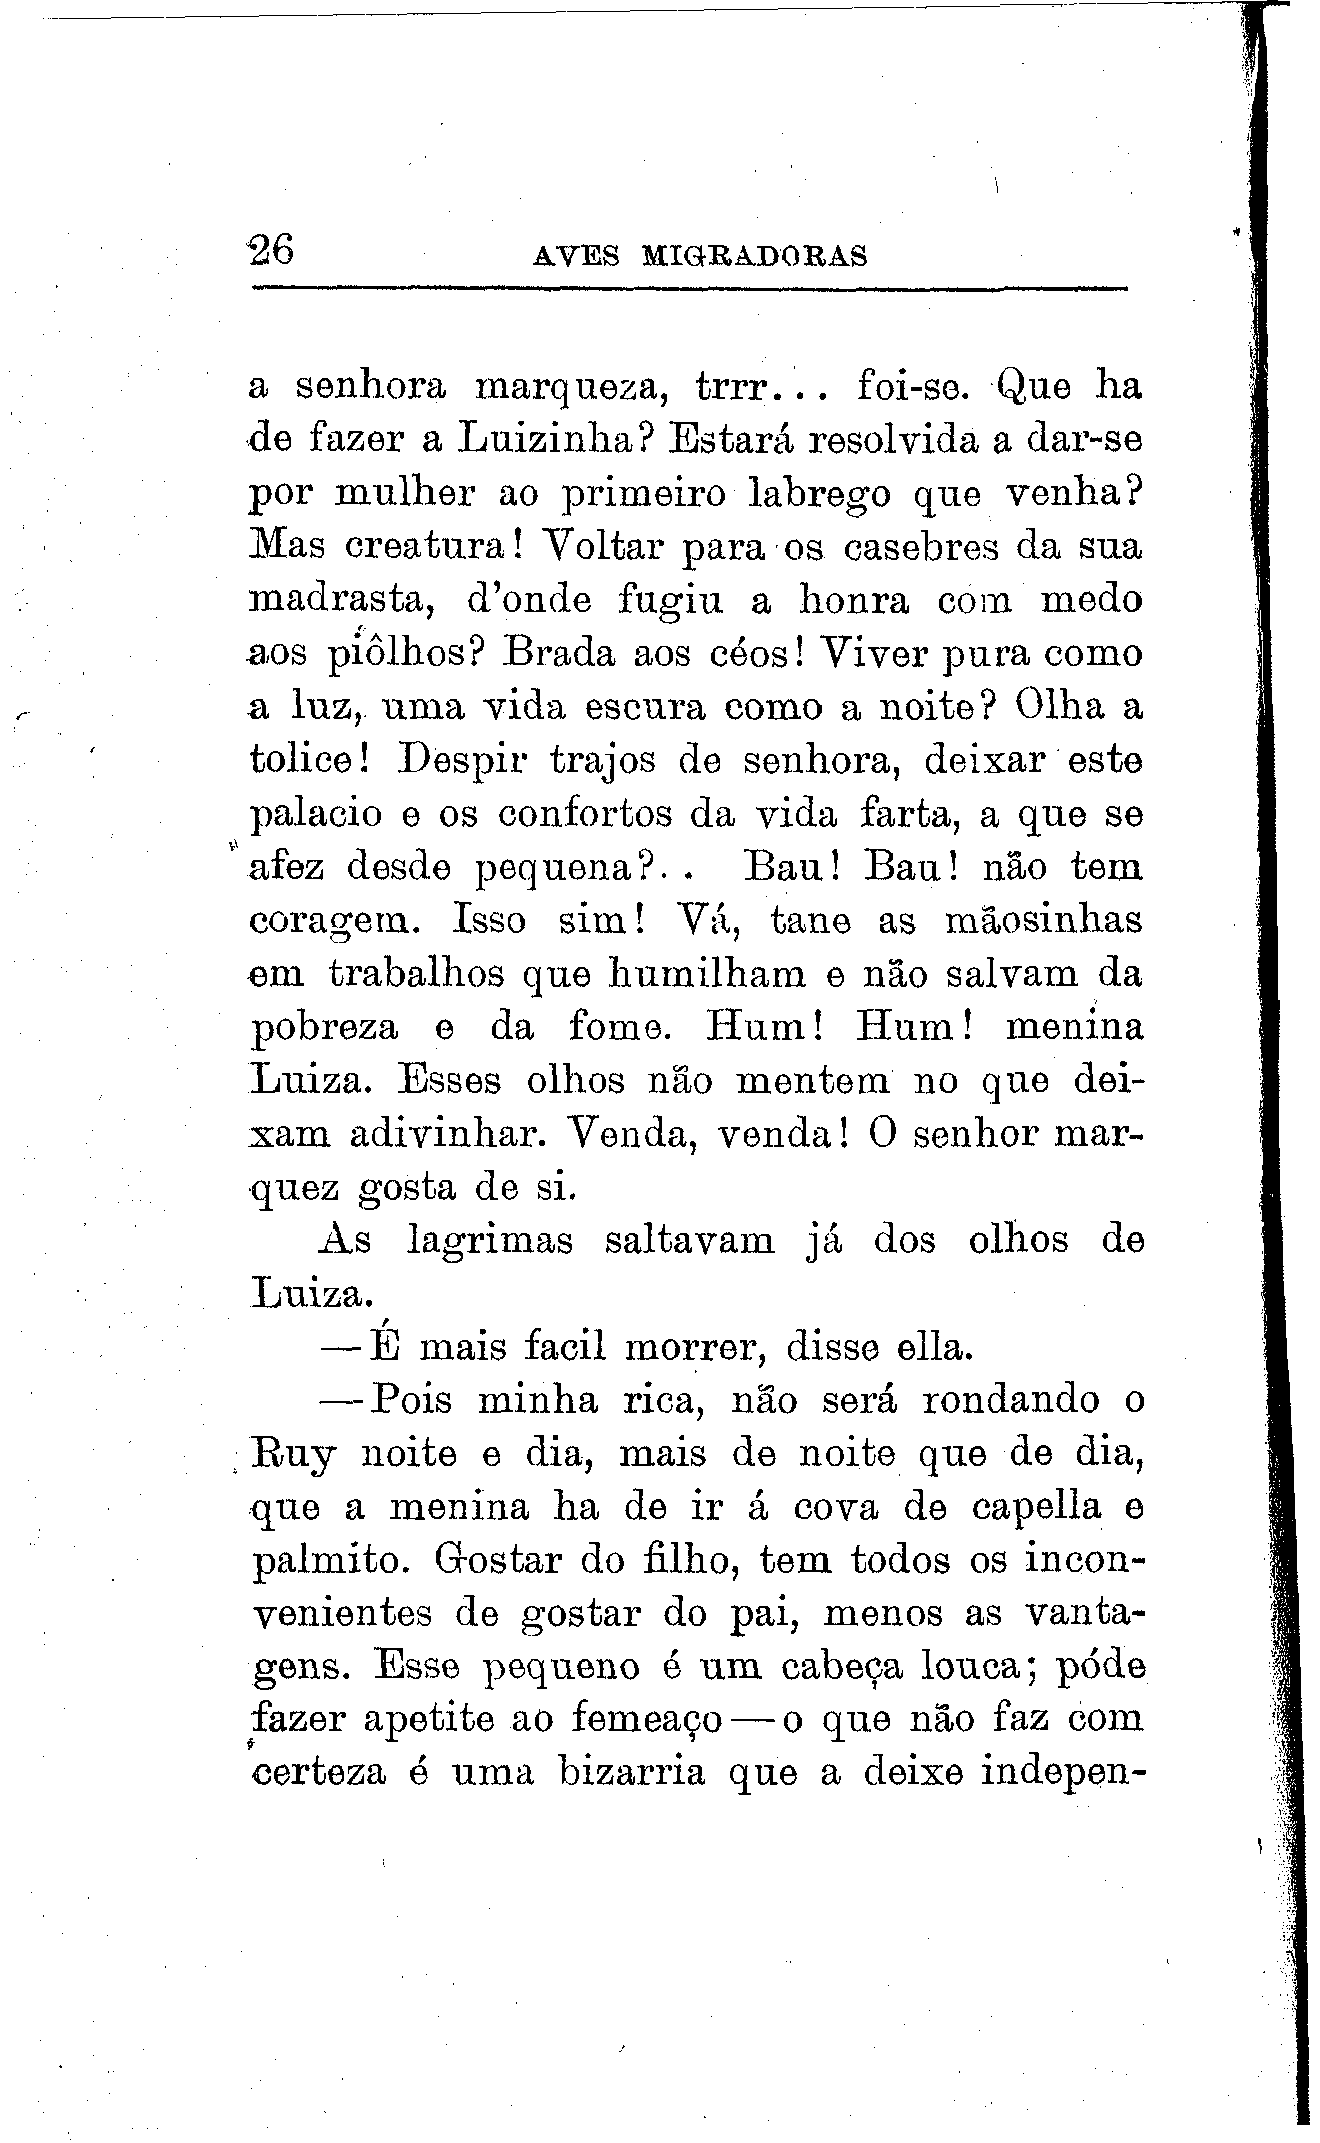 26 AVES MIGRADORAS
a senhora marqueza, trrr... foi-se. Que ha
de fazer a Luizinha? Estará resolvida a dar-se
por mulher ao primeiro labrego que venha?
Mas creatura! Voltar para os casebres da sua
madrasta, d'onde fugiu a honra com medo
aos piôlhos? Brada aos céos! Viver pura como
a luz, uma vida escura como a noite? Olha a
tolice! Despir trajos de senhora, deixar este
palacio e os confortos da vida farta, a que se
afez desde pequena?.. Bau! Bau! não tem
coragem. Isso sim! Vá, tane as mãosinhas
em trabalhos que humilham e não salvam da
pobreza e da fome. Hum! Hum! menina
Luiza. Esses olhos não mentem no que dei-
xam adivinhar. Venda, venda! O senhor mar-
quez gosta de si.
As lagrimas saltavam já dos olhos de
Luiza.
—É mais facil morrer, disse ella.
—Pois minha rica, não será rondando o
Ruy noite e dia, mais de noite que de dia,
que a menina ha de ir á cova de capella e
palmito. Gostar do filho, tem todos os incon-
venientes de gostar do pai, menos as vanta-
gens. Esse pequeno é um cabeça louca; póde
fazer apetite ao femeaço—o que não faz com
certeza é uma bizarria que a deixe indepen-